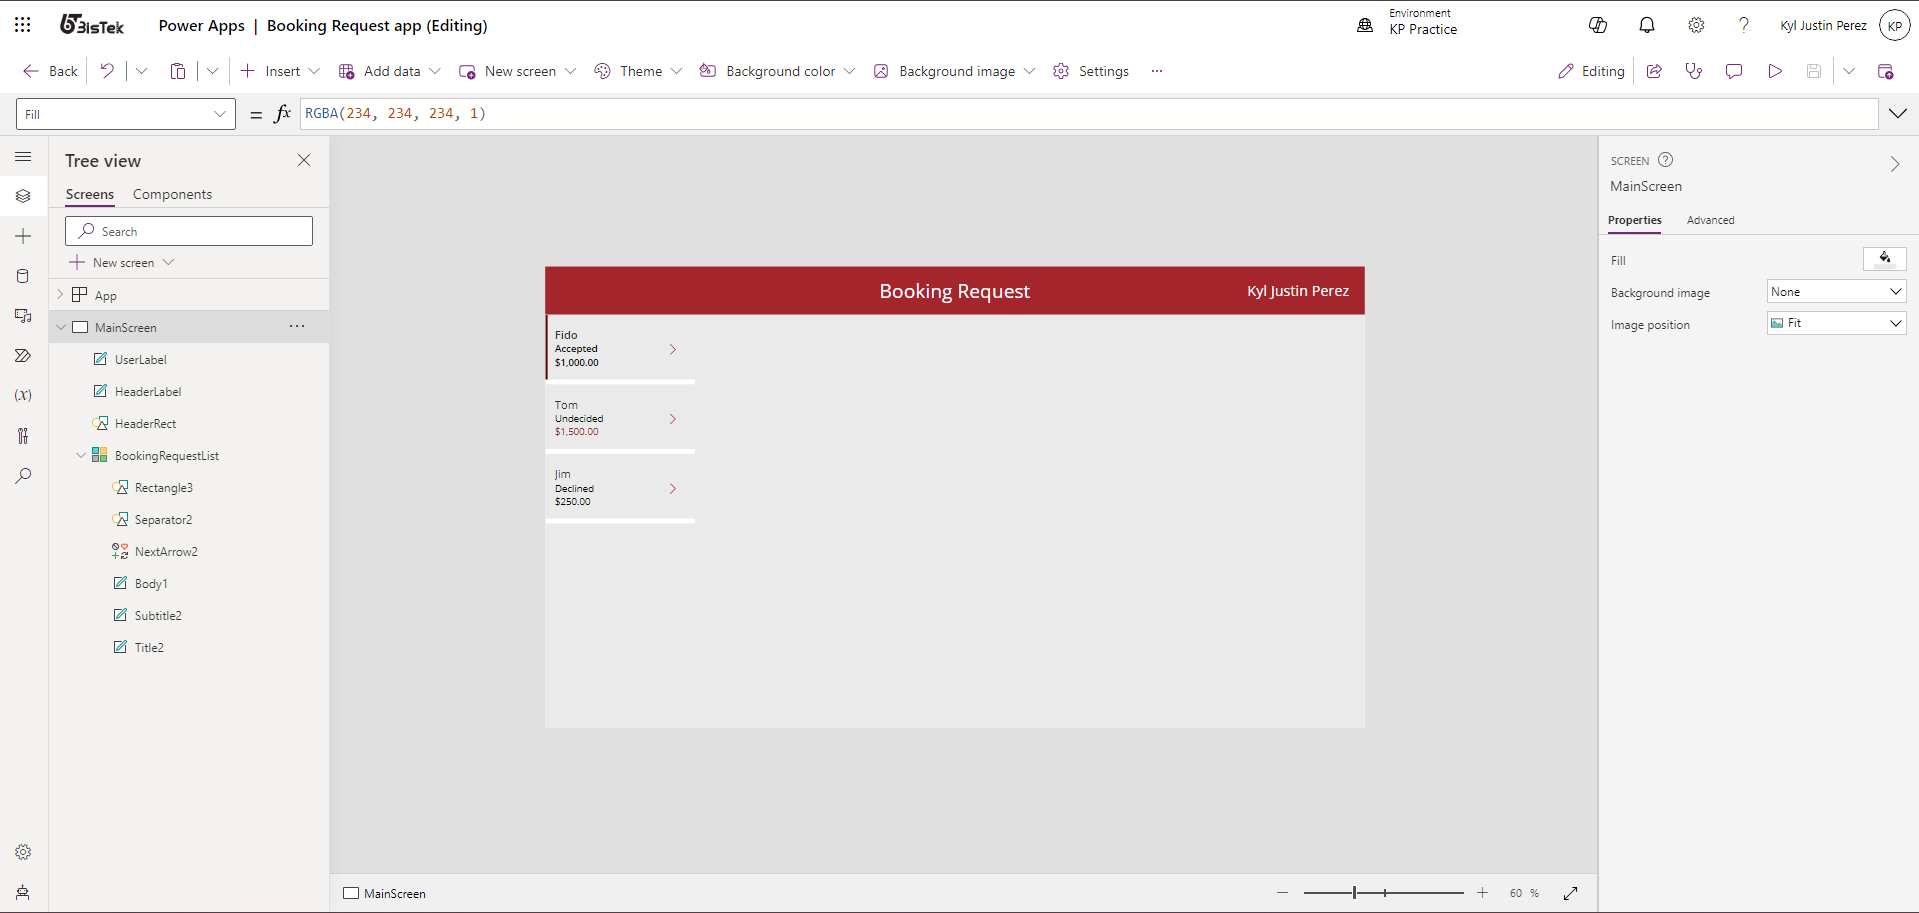 BisTek
Power Apps | Booking Request app (Editing)
Environment
KP Practice
Kyl Justin Perez
KP
Back
Insert
Add data
New screen
Theme
Background color
Background image
Settings
Editing
Fill
= fx
RGBA(234, 234, 234, 1)
Tree view
Screens
Components
Search
New screen
App
MainScreen
UserLabel
HeaderLabel
HeaderRect
BookingRequestList
Rectangle3
Separator2
NextArrow2
Body1
Subtitle2
Title2
(x)
Booking Request
Kyl Justin Perez
Fido
Accepted
$1,000.00
Tom
Undecided
$1,500.00
Jim
Declined
$250.00
MainScreen
60 %
SCREEN
MainScreen
Properties
Advanced
Fill
Background image
None
Image position
Fit